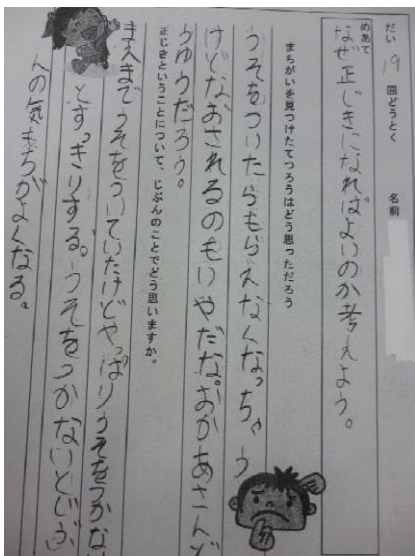 だい19回どうとく 名前
めあて
なぜ正じきになればよいのか考えよう。
まちがいを見つけたてつろうはどう思っただろう
うそをついたらもらえなくなっちゃう
けどなおされるのもいやだな。おかあさんど
うゆうだろう。
正じきということについて、じぶんのことでどう思いますか。
までうそをついていたけどやっぱりうそをつかな
とすっきりする。うそをつかないとじぶ
んの気もちがよくなる。